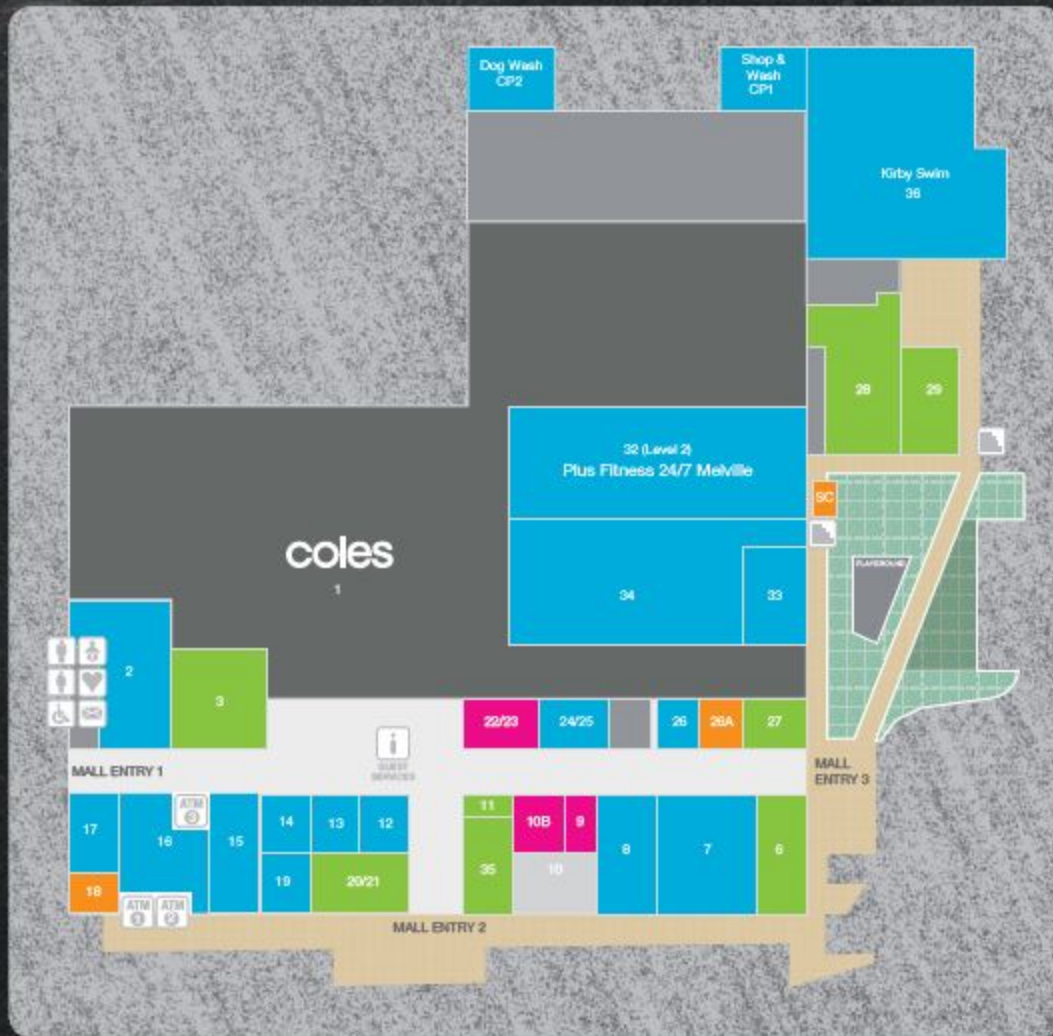 Dog Wash
CP2
Shop &
Wash
CP1
Kirby Swim
36
28
29
32 (Level 2)
Plus Fitness 24/7 Melville
SC
coles
1
PLAYGROUND
34
33
2
3
22/23
24/25
26
26A
27
i
GUEST
SERVICES
MALL ENTRY 1
MALL
ENTRY 3
ATM
3
17
16
15
14
13
12
11
10B
9
8
7
6
18
19
20/21
35
10
ATM
1
ATM
2
MALL ENTRY 2